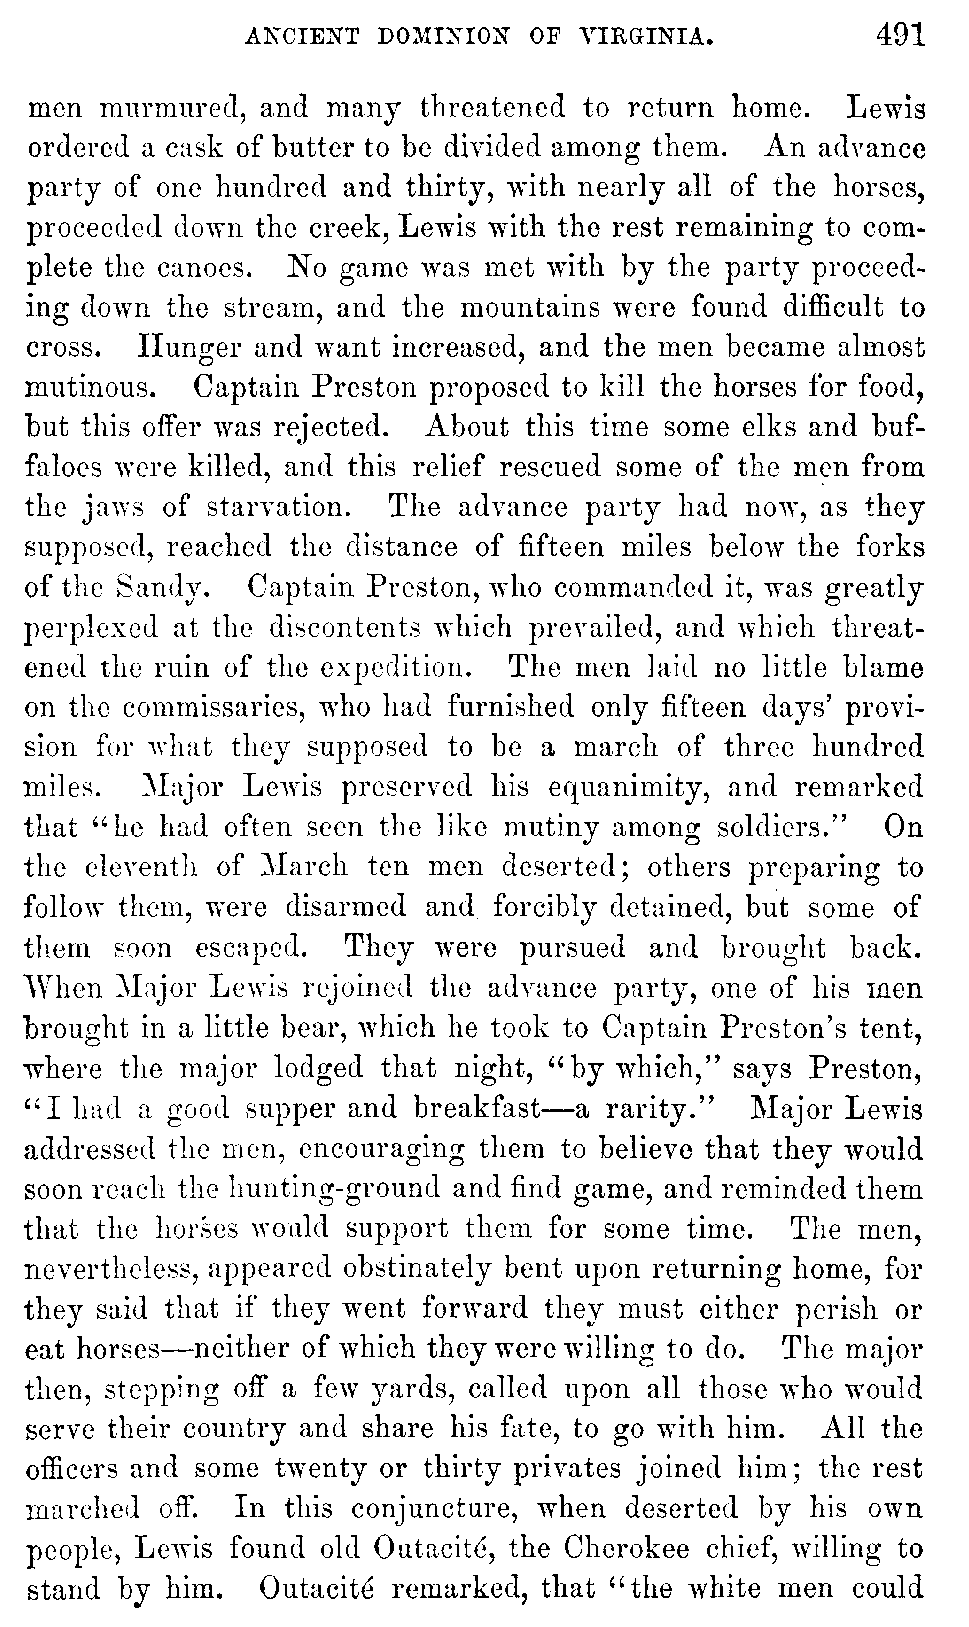 ANCIENT DOMINION OF VIRGINIA. 491
men murmured, and many threatened to return home. Lewis
ordered a cask of butter to be divided among them. An advance
party of one hundred and thirty, with nearly all of the horses,
proceeded down the creek, Lewis with the rest remaining to com-
plete the canoes. No game was met with by the party proceed-
ing down the stream, and the mountains were found difficult to
cross. Hunger and want increased, and the men became almost
mutinous. Captain Preston proposed to kill the horses for food,
but this offer was rejected. About this time some elks and buf-
faloes were killed, and this relief rescued some of the men from
the jaws of starvation. The advance party had now, as they
supposed, reached the distance of fifteen miles below the forks
of the Sandy. Captain Preston, who commanded it, was greatly
perplexed at the discontents which prevailed, and which threat-
ened the ruin of the expedition. The men laid no little blame
on the commissaries, who had furnished only fifteen days' provi-
sion for what they supposed to be a march of three hundred
miles. Major Lewis preserved his equanimity, and remarked
that "he had often seen the like mutiny among soldiers." On
the eleventh of March ten men deserted; others preparing to
follow them, were disarmed and forcibly detained, but some of
them soon escaped. They were pursued and brought back.
When Major Lewis rejoined the advance party, one of his men
brought in a little bear, which he took to Captain Preston's tent,
where the major lodged that night, "by which," says Preston,
"I had a good supper and breakfast—a rarity." Major Lewis
addressed the men, encouraging them to believe that they would
soon reach the hunting-ground and find game, and reminded them
that the horses would support them for some time. The men,
nevertheless, appeared obstinately bent upon returning home, for
they said that if they went forward they must either perish or
eat horses—neither of which they were willing to do. The major
then, stepping off a few yards, called upon all those who would
serve their country and share his fate, to go with him. All the
officers and some twenty or thirty privates joined him; the rest
marched off. In this conjuncture, when deserted by his own
people, Lewis found old Outacité, the Cherokee chief, willing to
stand by him. Outacité remarked, that "the white men could